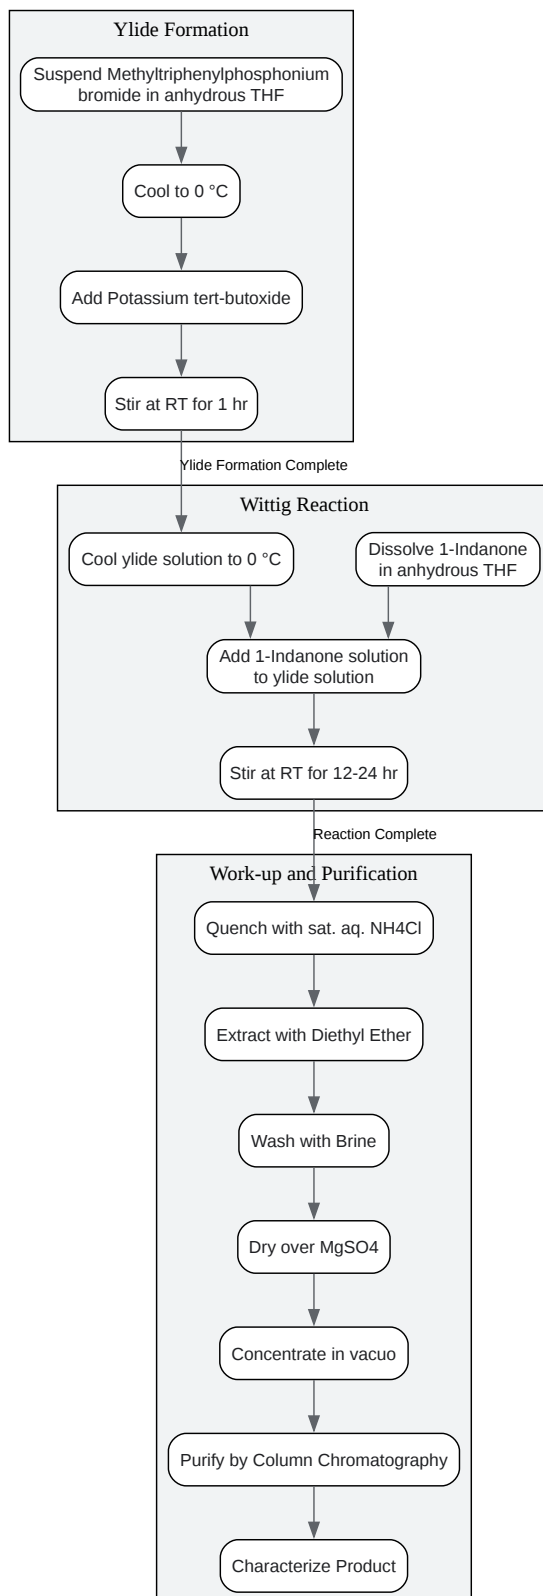 Ylide Formation
Suspend Methyltriphenylphosphonium
bromide in anhydrous THF
Cool to 0 °C
Add Potassium tert-butoxide
Stir at RT for 1 hr
Ylide Formation Complete
Wittig Reaction
Cool ylide solution to 0 °C
Dissolve 1-Indanone
in anhydrous THF
Add 1-Indanone solution
to ylide solution
Stir at RT for 12-24 hr
Reaction Complete
Work-up and Purification
Quench with sat. aq. NH4Cl
Extract with Diethyl Ether
Wash with Brine
Dry over MgSO4
Concentrate in vacuo
Purify by Column Chromatography
Characterize Product